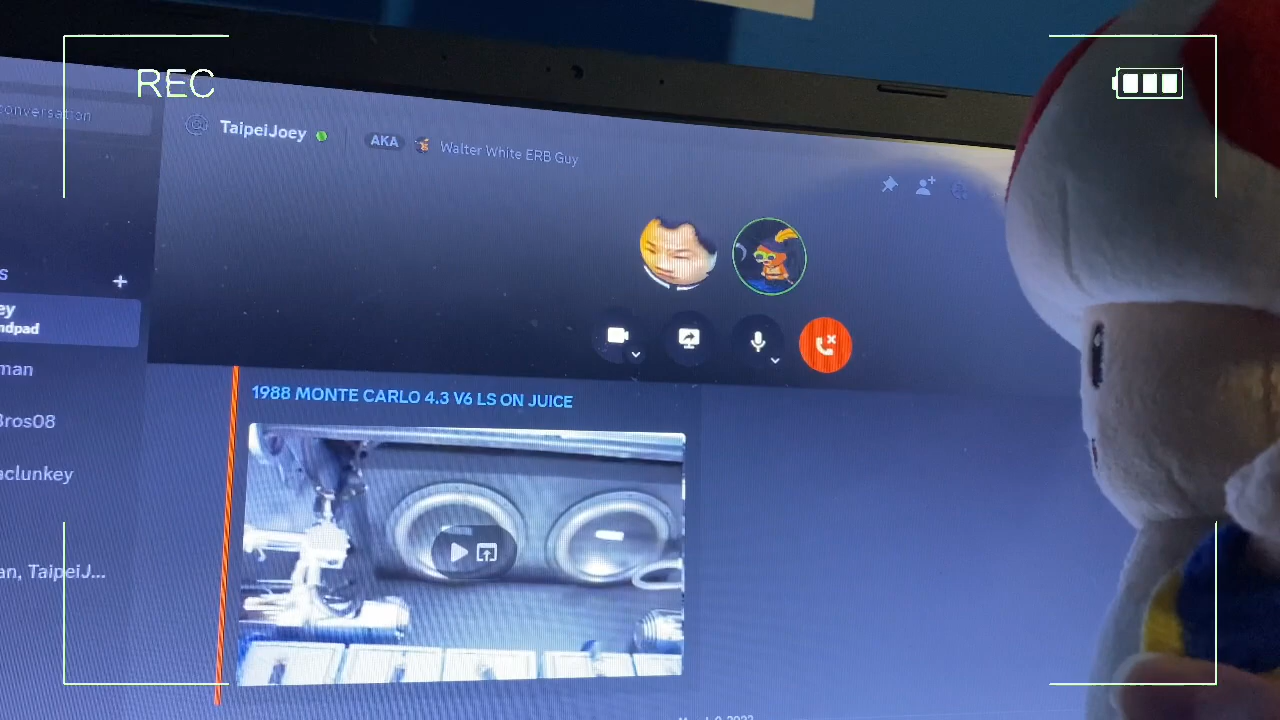 REC
conversation
TaipeiJoey
AKA
Walter White ERB Guy
1988 MONTE CARLO 4.3 V6 LS ON JUICE
s
ey
ndpad
man
Bros08
aclunkey
an, TaipeiJ...